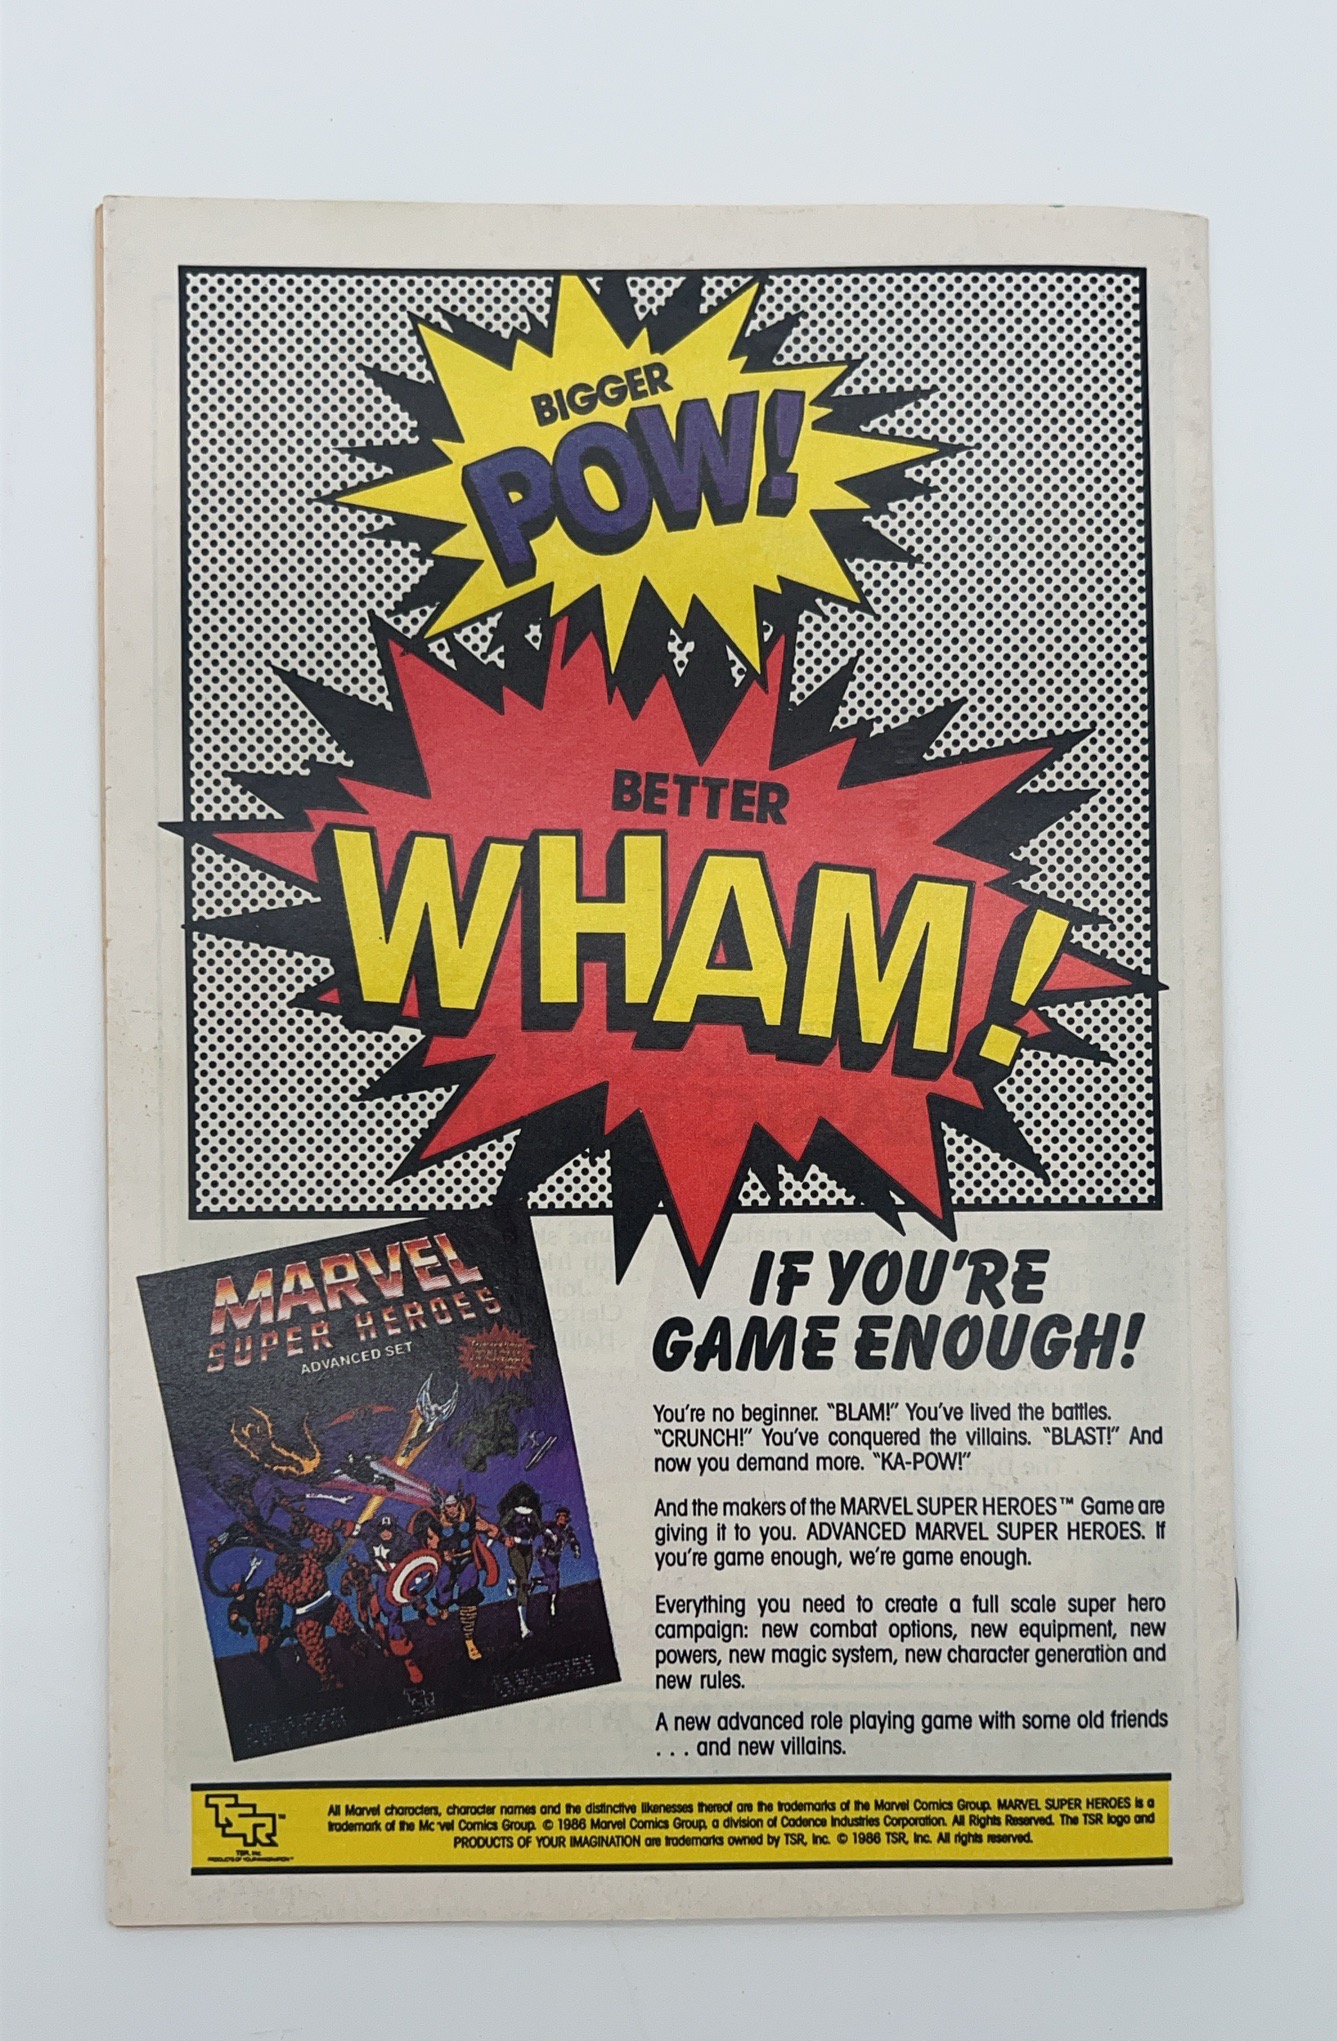 BIGGER
POW!
BETTER
WHAM!
MARVEL
SUPER HEROES
ADVANCED SET
IF YOU'RE
GAME ENOUGH!
You're no beginner. "BLAM!" You've lived the battles.
"CRUNCH!" You've conquered the villains. "BLAST!" And
now you demand more. "KA-POW!"
And the makers of the MARVEL SUPER HEROES™ Game are
giving it to you. ADVANCED MARVEL SUPER HEROES. If
you're game enough, we're game enough.
Everything you need to create a full scale super hero
campaign: new combat options, new equipment, new
powers, new magic system, new character generation and
new rules.
A new advanced role playing game with some old friends
. . . and new villains.
TSR™
TSR, Inc.
PRODUCTS OF YOUR IMAGINATION™
All Marvel characters, character names and the distinctive likenesses thereof are the trademarks of the Marvel Comics Group. MARVEL SUPER HEROES is a
trademark of the Marvel Comics Group. © 1986 Marvel Comics Group, a division of Cadence Industries Corporation. All Rights Reserved. The TSR logo and
PRODUCTS OF YOUR IMAGINATION are trademarks owned by TSR, Inc. © 1986 TSR, Inc. All rights reserved.